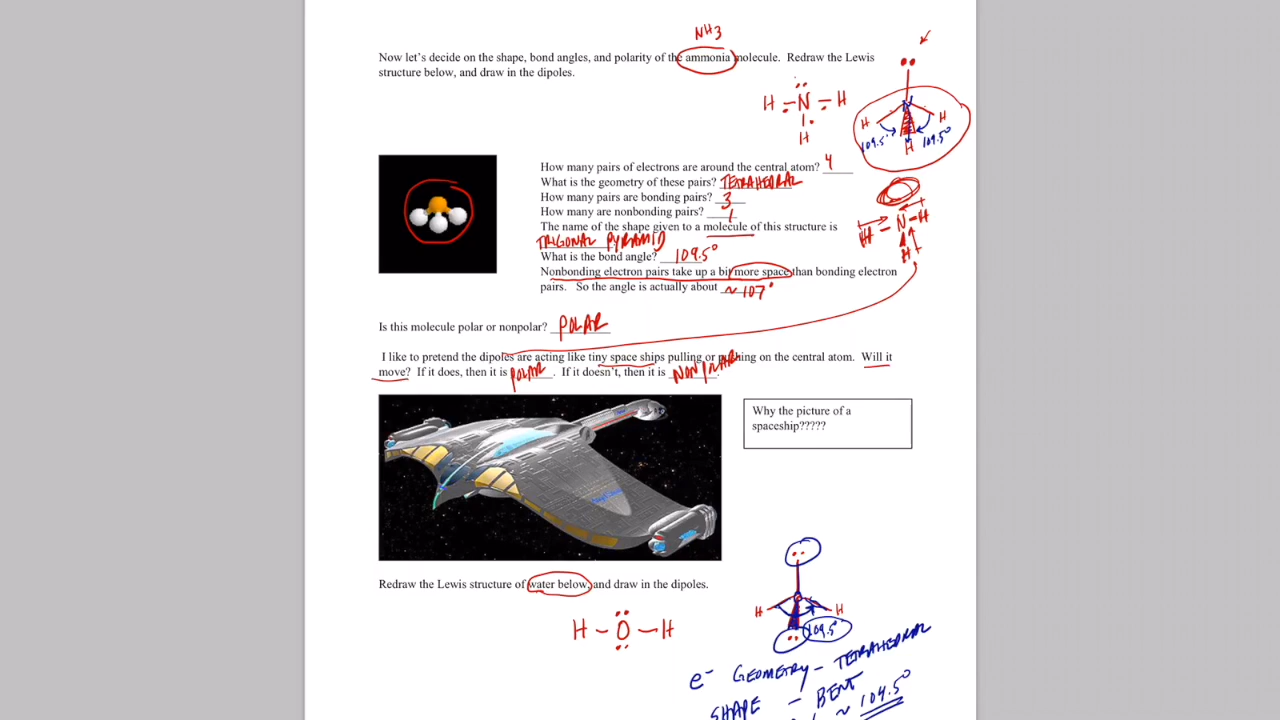 NH3
Now let's decide on the shape, bond angles, and polarity of the ammonia molecule. Redraw the Lewis
structure below, and draw in the dipoles.
H – N – H
H
H H
109.5° H 109.5°
How many pairs of electrons are around the central atom? 4
What is the geometry of these pairs? TETRAHEDRAL
How many pairs are bonding pairs? 3
How many are nonbonding pairs? 1
The name of the shape given to a molecule of this structure is
TRIGONAL PYRAMID
H – N – H
H
What is the bond angle? 109.5°
Nonbonding electron pairs take up a bit more space than bonding electron
pairs. So the angle is actually about ~107°
Is this molecule polar or nonpolar? POLAR
I like to pretend the dipoles are acting like tiny space ships pulling or pushing on the central atom. Will it
move? If it does, then it is POLAR. If it doesn't, then it is NONPOLAR.
Why the picture of a
spaceship?????
Redraw the Lewis structure of water below, and draw in the dipoles.
H – O – H
H H
109.5°
e⁻ GEOMETRY – TETRAHEDRAL
SHAPE – BENT
~ 104.5°